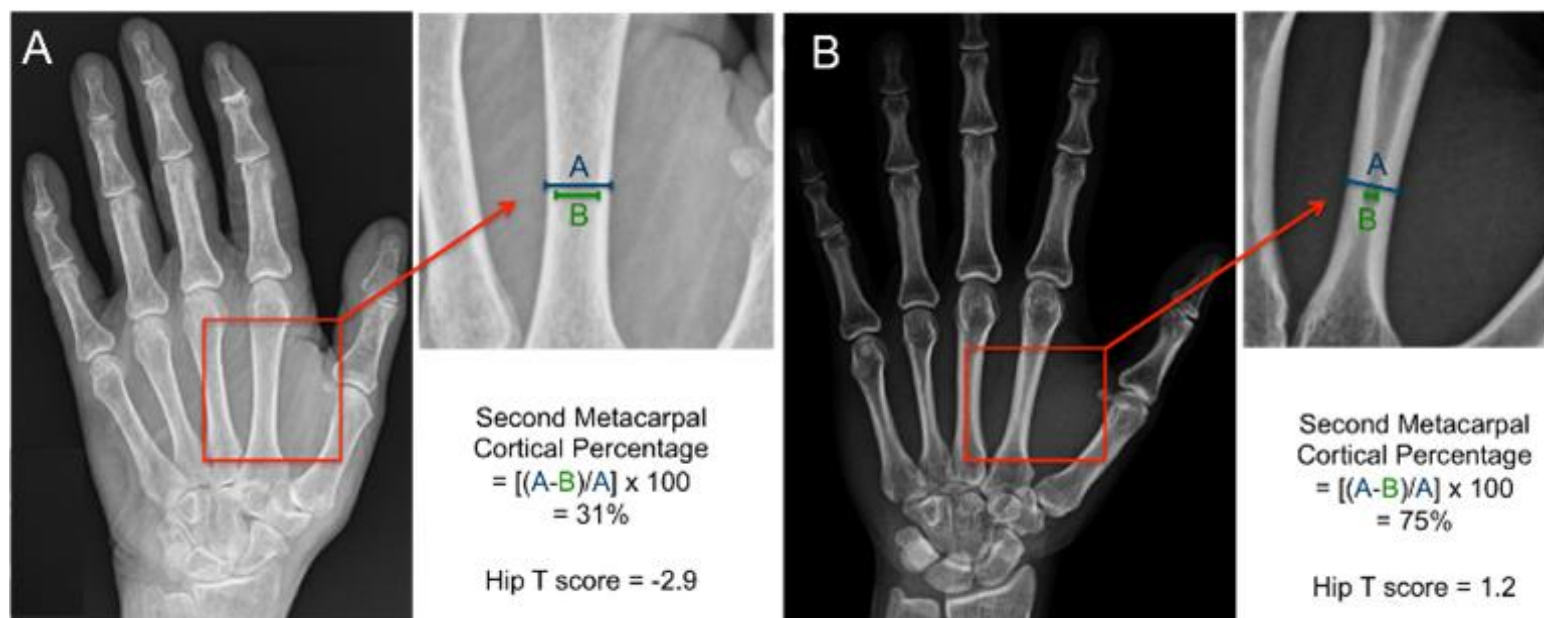 A
A
B
Second Metacarpal
Cortical Percentage
= [(A-B)/A] x 100
= 31%
Hip T score = -2.9
B
A
B
Second Metacarpal
Cortical Percentage
= [(A-B)/A] x 100
= 75%
Hip T score = 1.2